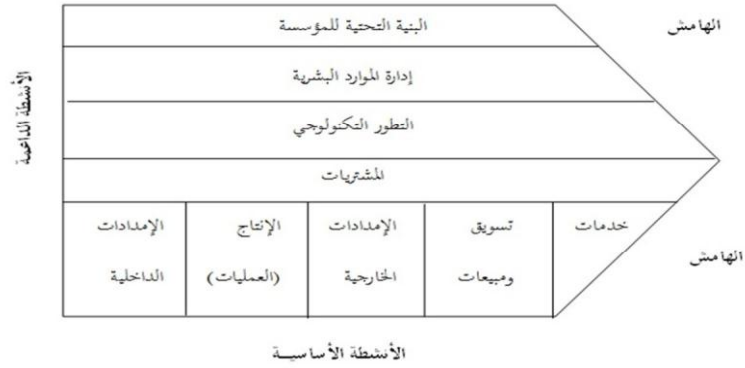 البنية التحتية للمؤسسة
الهامش
إدارة الموارد البشرية
الأنشطة الداعمة
التطور التكنولوجي
المشتريات
الإمدادات
الداخلية
الإنتاج
(العمليات)
الإمدادات
الخارجية
تسويق
ومبيعات
خدمات
الهامش
الأنشطة الأساسيــة